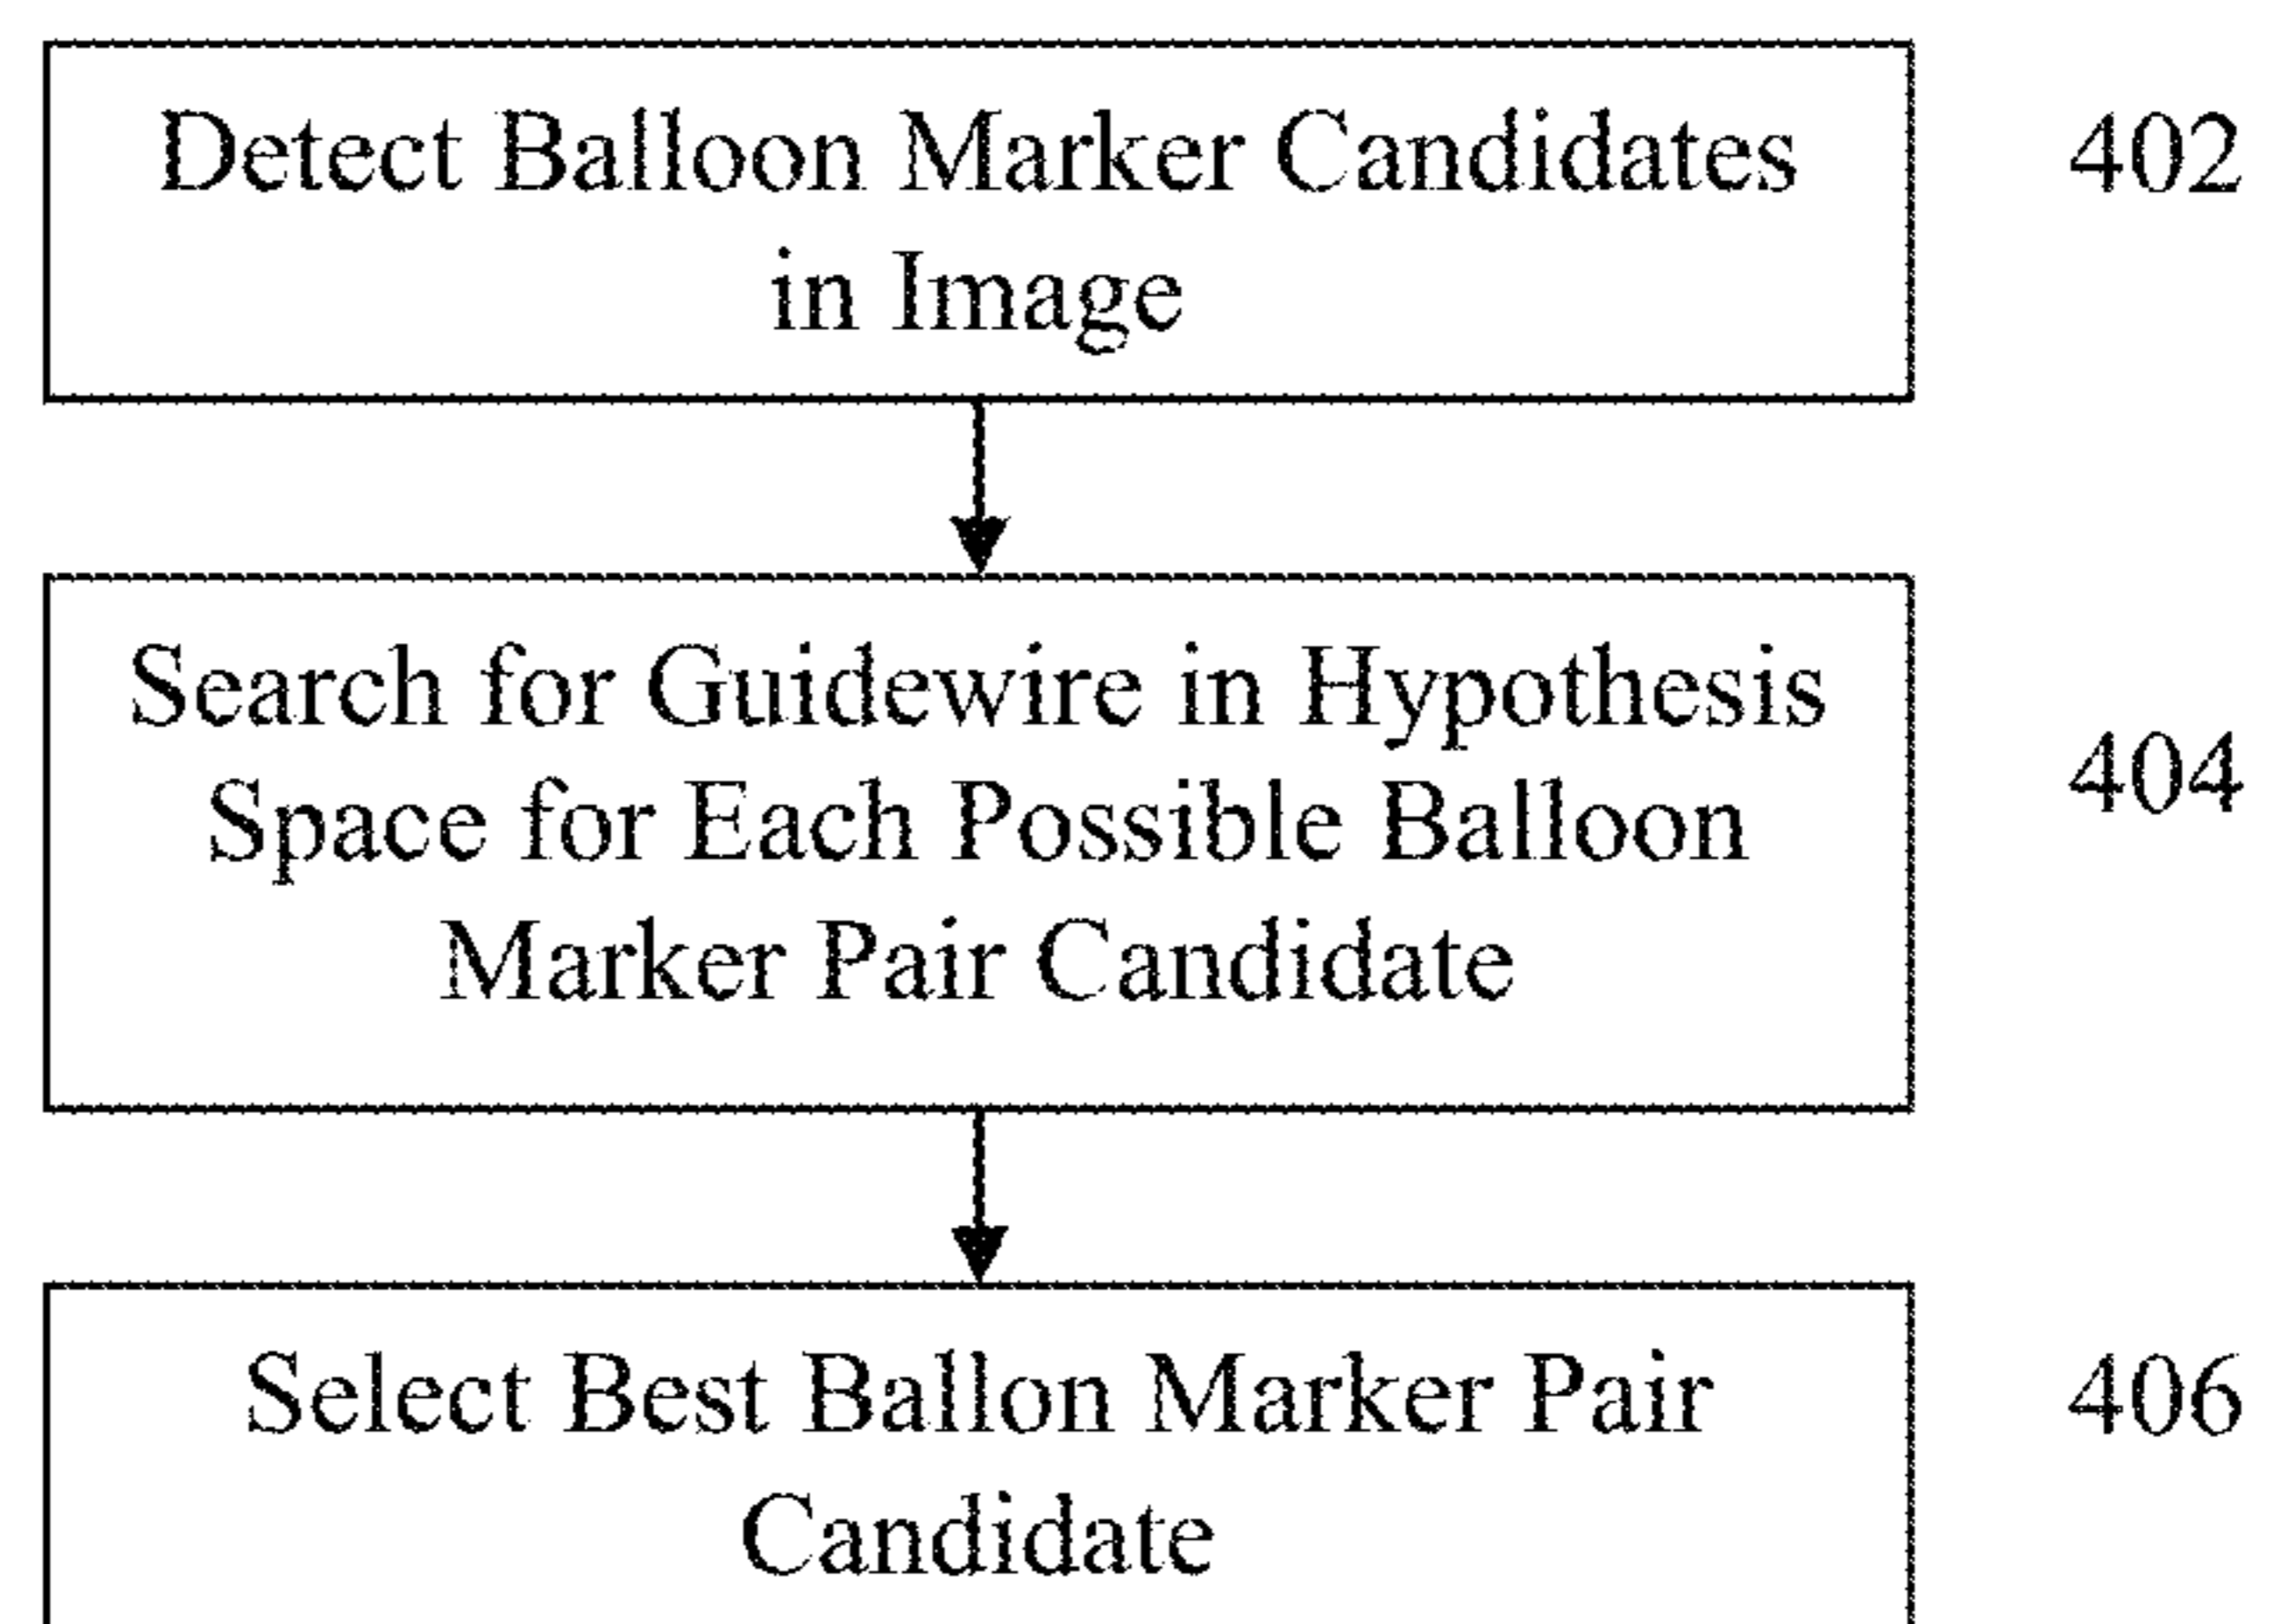 Detect Balloon Marker Candidates
in Image
402
Search for Guidewire in Hypothesis
Space for Each Possible Balloon
Marker Pair Candidate
404
Select Best Ballon Marker Pair
Candidate
406